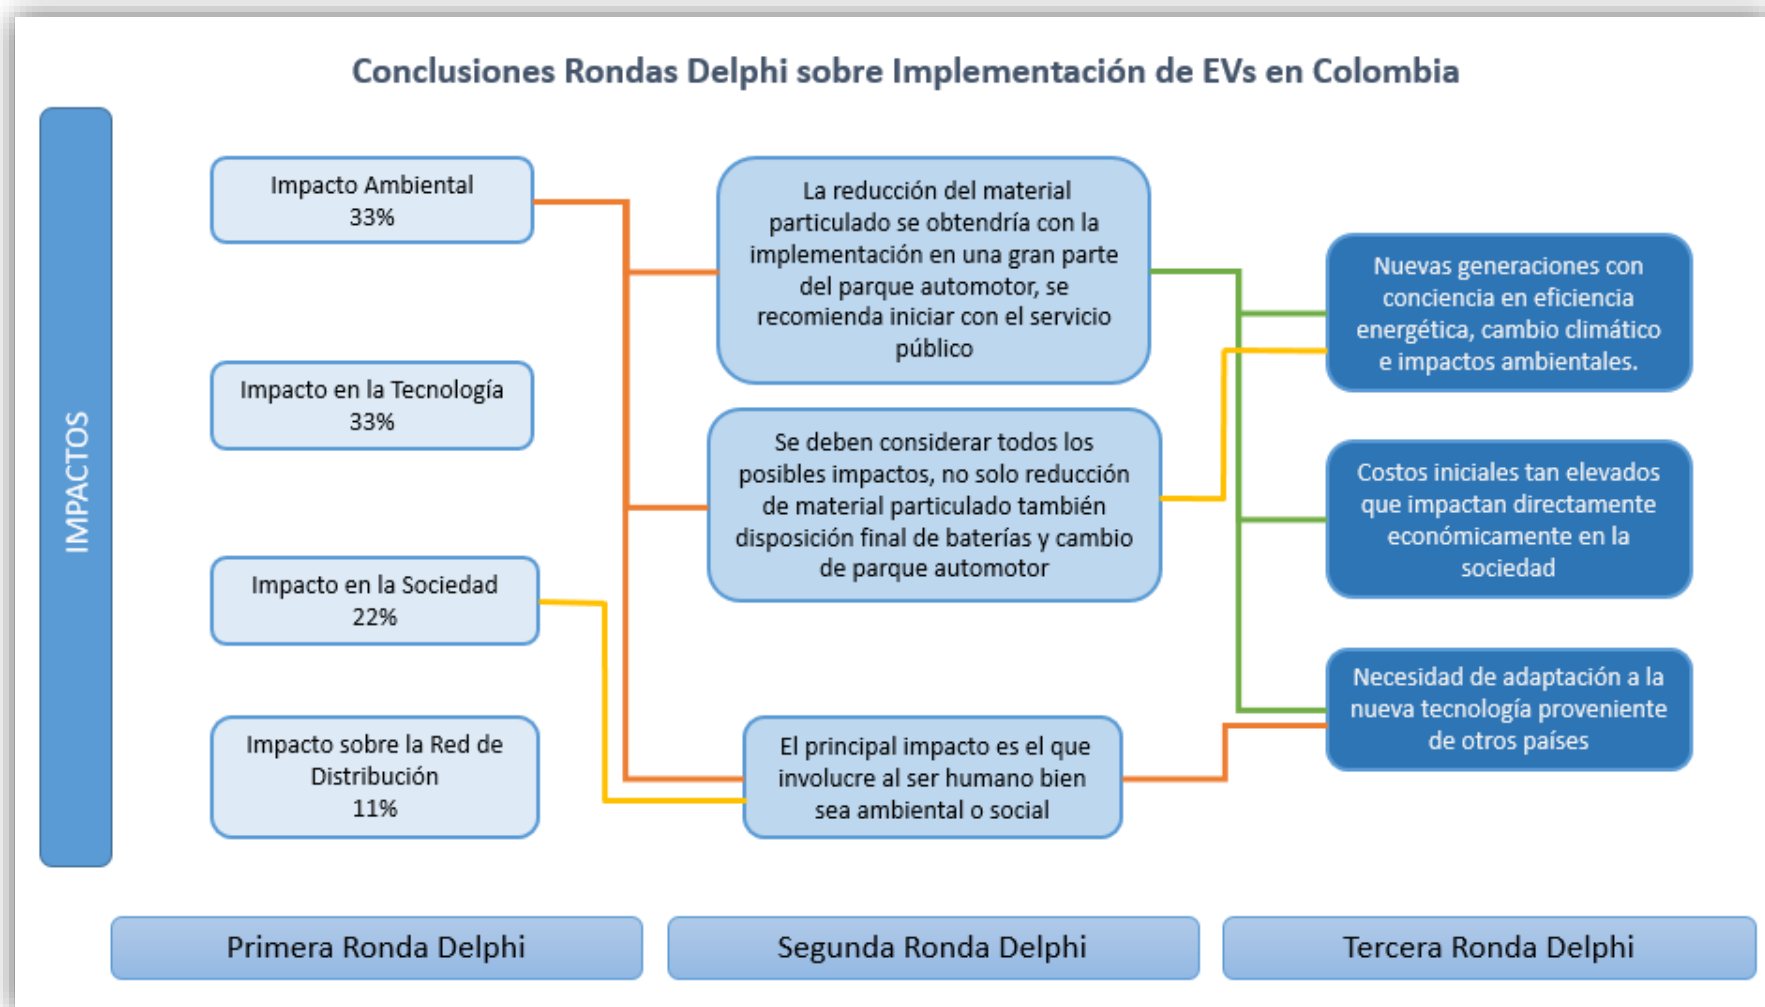 Conclusiones Rondas Delphi sobre Implementación de EVs en Colombia
IMPACTOS
Impacto Ambiental
33%
Impacto en la Tecnología
33%
Impacto en la Sociedad
22%
Impacto sobre la Red de
Distribución
11%
La reducción del material
particulado se obtendría con la
implementación en una gran parte
del parque automotor, se
recomienda iniciar con el servicio
público
Se deben considerar todos los
posibles impactos, no solo reducción
de material particulado también
disposición final de baterías y cambio
de parque automotor
El principal impacto es el que
involucre al ser humano bien
sea ambiental o social
Nuevas generaciones con
conciencia en eficiencia
energética, cambio climático
e impactos ambientales.
Costos iniciales tan elevados
que impactan directamente
económicamente en la
sociedad
Necesidad de adaptación a la
nueva tecnología proveniente
de otros países
Primera Ronda Delphi
Segunda Ronda Delphi
Tercera Ronda Delphi